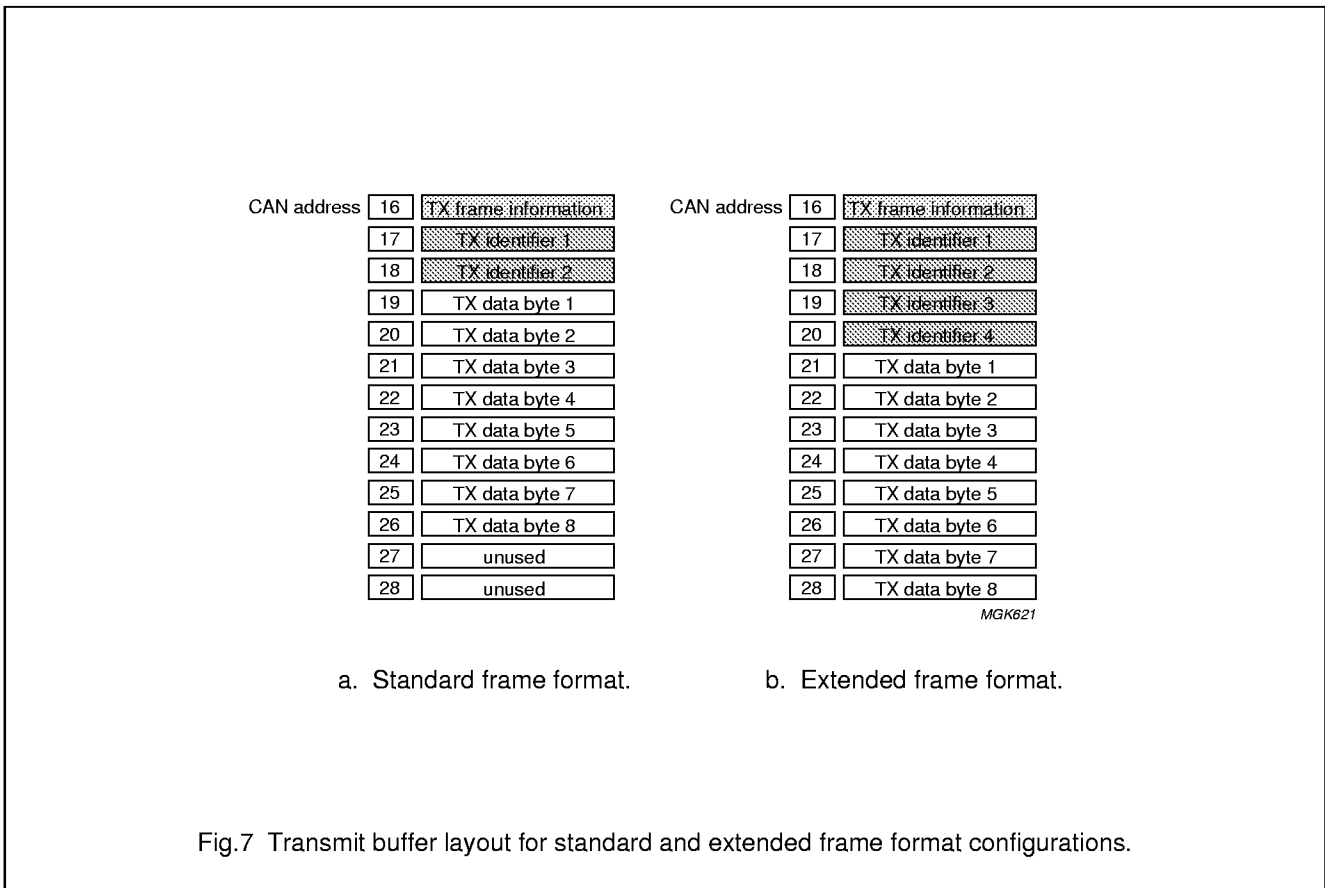 CAN address 16 TX frame information CAN address 16 TX frame information
17 TX identifier 1 17 TX identifier 1
18 TX identifier 2 18 TX identifier 2
19 TX data byte 1 19 TX identifier 3
20 TX data byte 2 20 TX identifier 4
21 TX data byte 3 21 TX data byte 1
22 TX data byte 4 22 TX data byte 2
23 TX data byte 5 23 TX data byte 3
24 TX data byte 6 24 TX data byte 4
25 TX data byte 7 25 TX data byte 5
26 TX data byte 8 26 TX data byte 6
27 unused 27 TX data byte 7
28 unused 28 TX data byte 8
MGK621
a. Standard frame format. b. Extended frame format.
Fig.7 Transmit buffer layout for standard and extended frame format configurations.